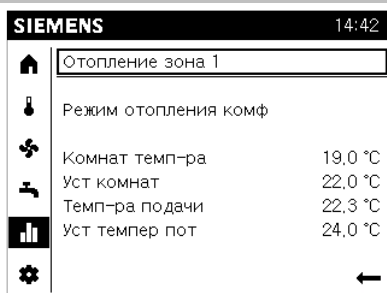 SIEMENS 14:42
Отопление зона 1
Режим отопления комф
Комнат темп-ра 19,0 °C
Уст комнат 22,0 °C
Темп-ра подачи 22,3 °C
Уст темпер пот 24,0 °C